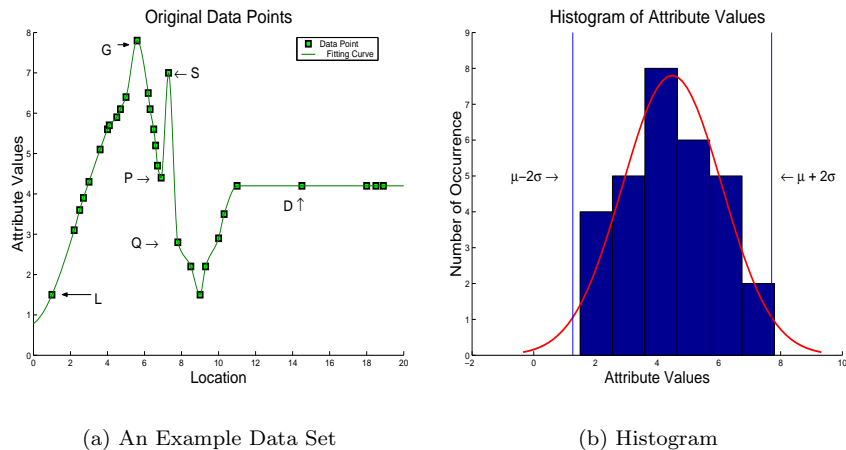 Original Data Points
Data Point
Fitting Curve
G
S
P
Q
D
L
Attribute Values
8
7
6
5
4
3
2
1
0
0 2 4 6 8 10 12 14 16 18 20
Location
(a) An Example Data Set
Histogram of Attribute Values
μ−2σ→
←μ + 2σ
Number of Occurrence
9
8
7
6
5
4
3
2
1
0
−2 0 2 4 6 8 10
Attribute Values
(b) Histogram